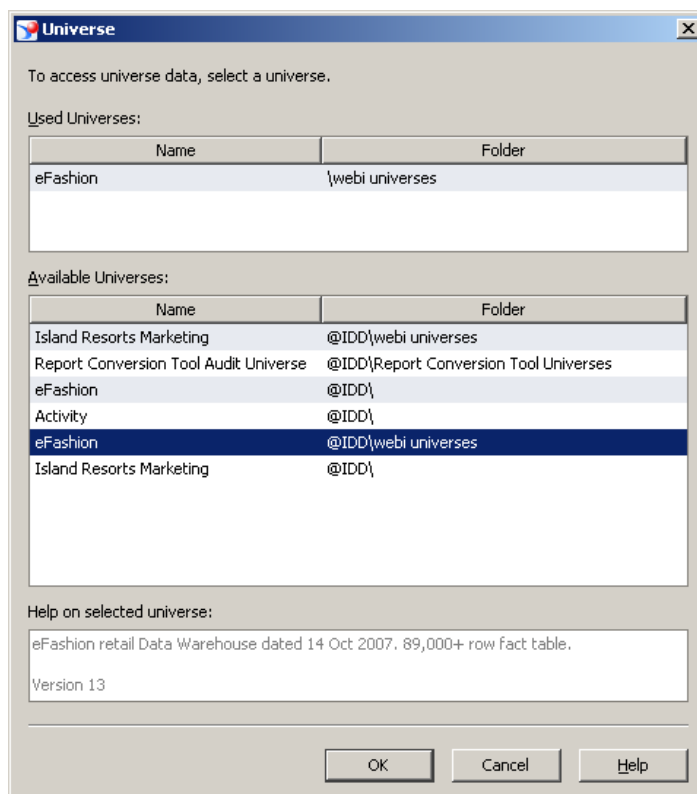 Universe
To access universe data, select a universe.
Used Universes:
Name Folder
eFashion \webi universes
Available Universes:
Name Folder
Island Resorts Marketing @IDD\webi universes
Report Conversion Tool Audit Universe @IDD\Report Conversion Tool Universes
eFashion @IDD\
Activity @IDD\
eFashion @IDD\webi universes
Island Resorts Marketing @IDD\
Help on selected universe:
eFashion retail Data Warehouse dated 14 Oct 2007. 89,000+ row fact table.
Version 13
OK Cancel Help